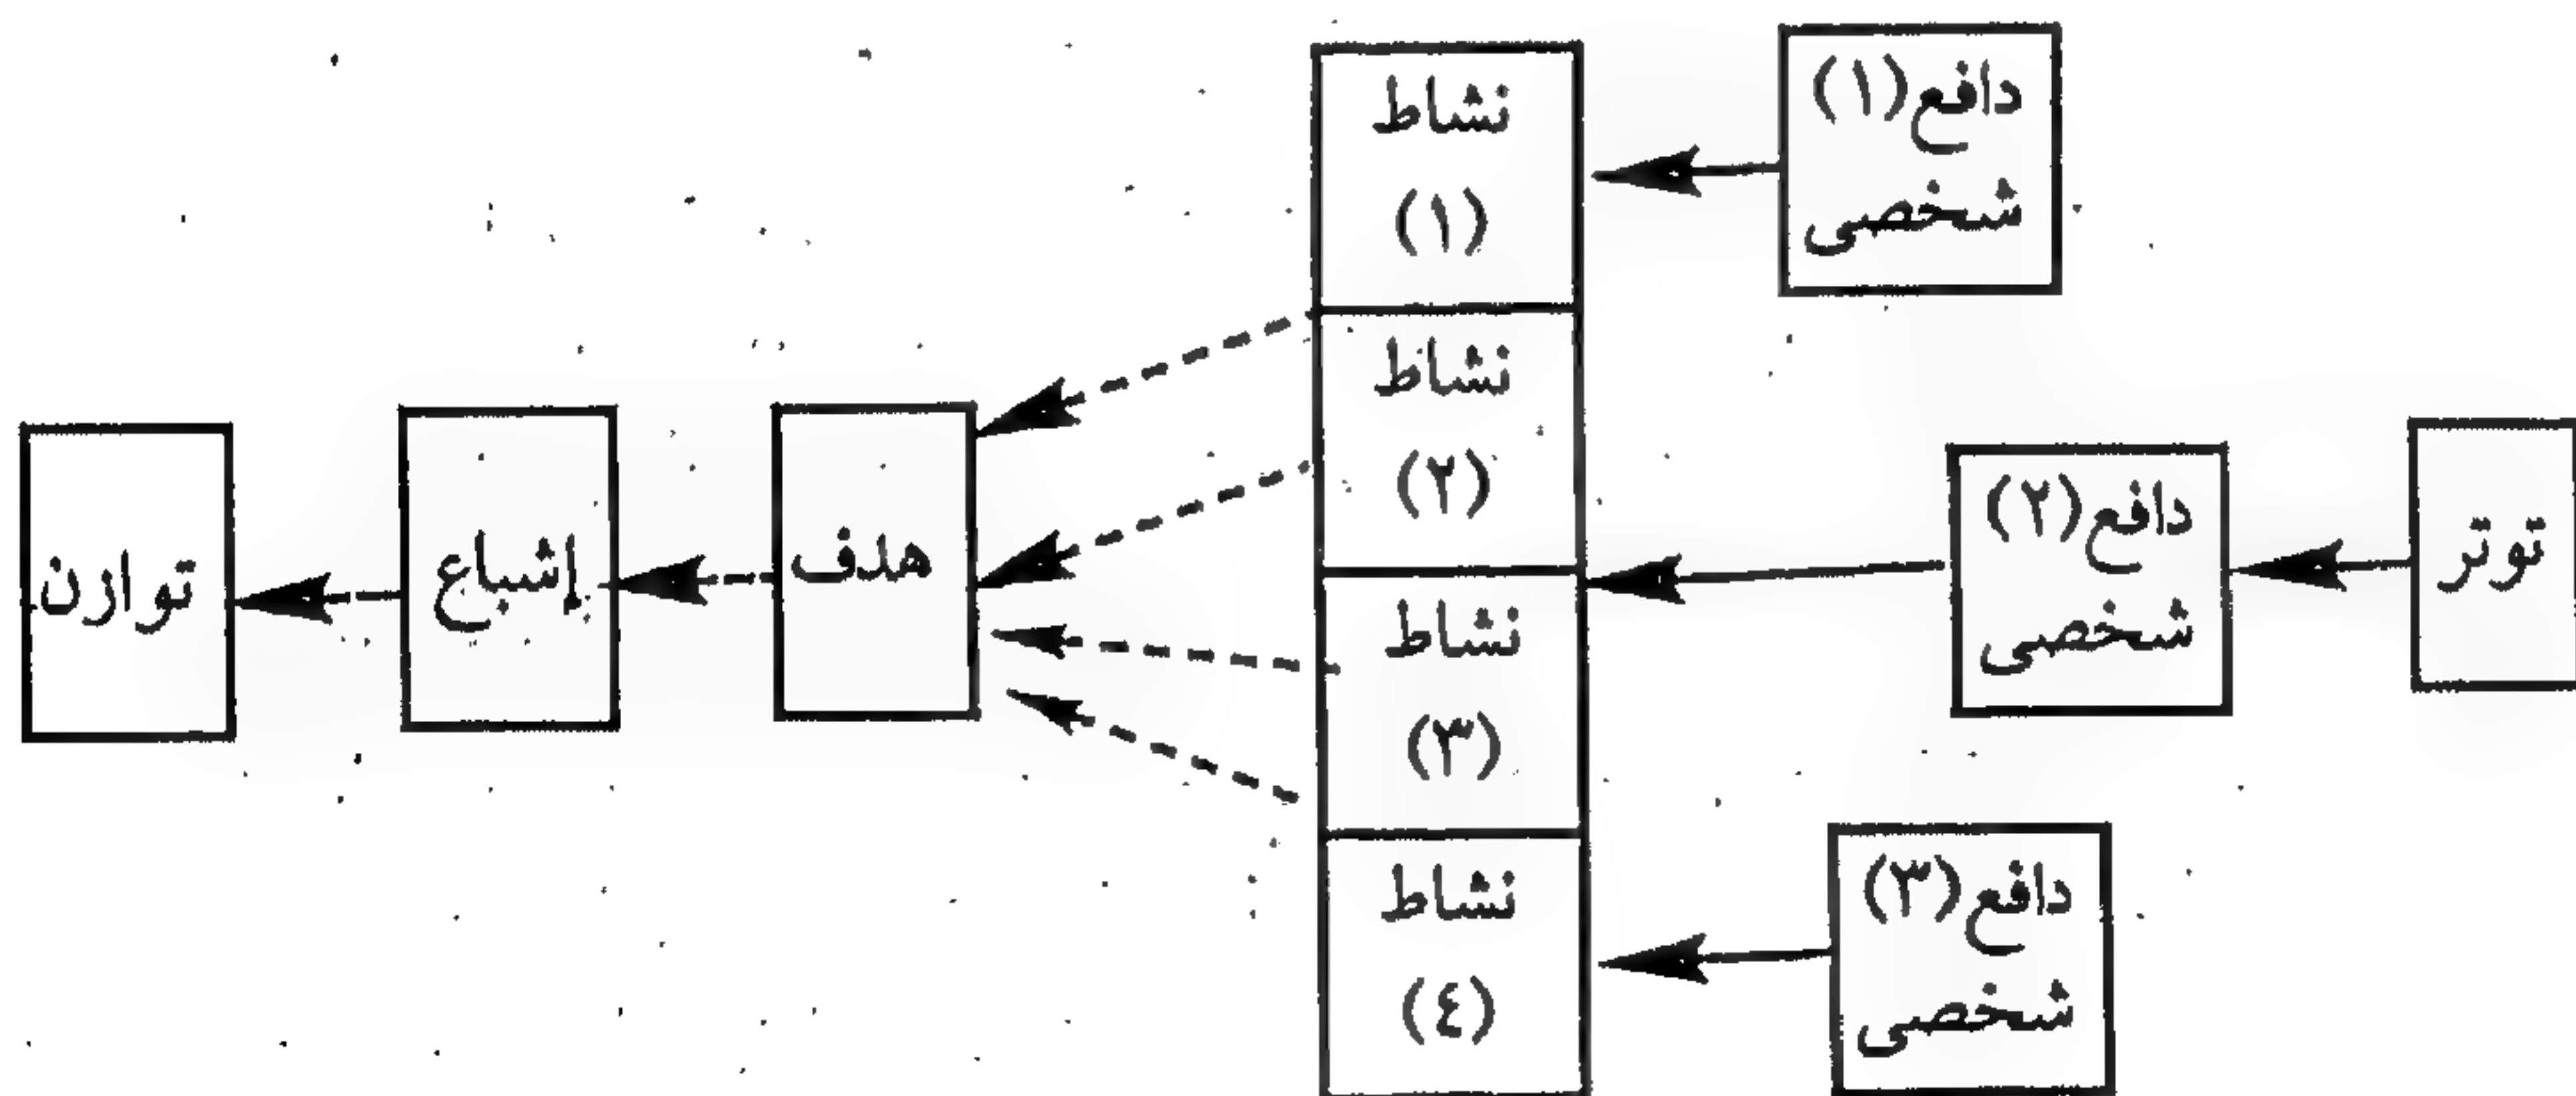 دافع (١)
شخصى
نشاط
(١)
نشاط
(٢)
توتر
دافع (٢)
شخصى
هدف
إشباع
توازن
نشاط
(٣)
دافع (٣)
شخصى
نشاط
(٤)